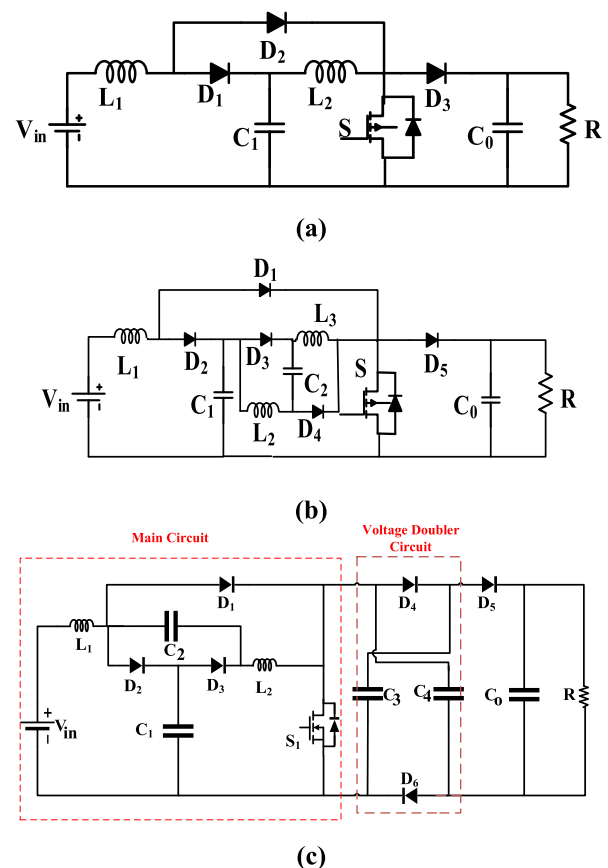 D₂
L₁
D₁
L₂
D₃
Vin
+
-
C₁
S
C₀
R
(a)
D₁
L₃
L₁
D₂
D₃
S
D₅
Vin
+
-
C₁
C₂
C₀
R
L₂
D₄
(b)
Main Circuit
Voltage Doubler
Circuit
D₁
D₄
D₅
L₁
C₂
D₂
D₃
L₂
C₃
C₄
Co
R
+
Vin
-
C₁
S₁
D₆
(c)